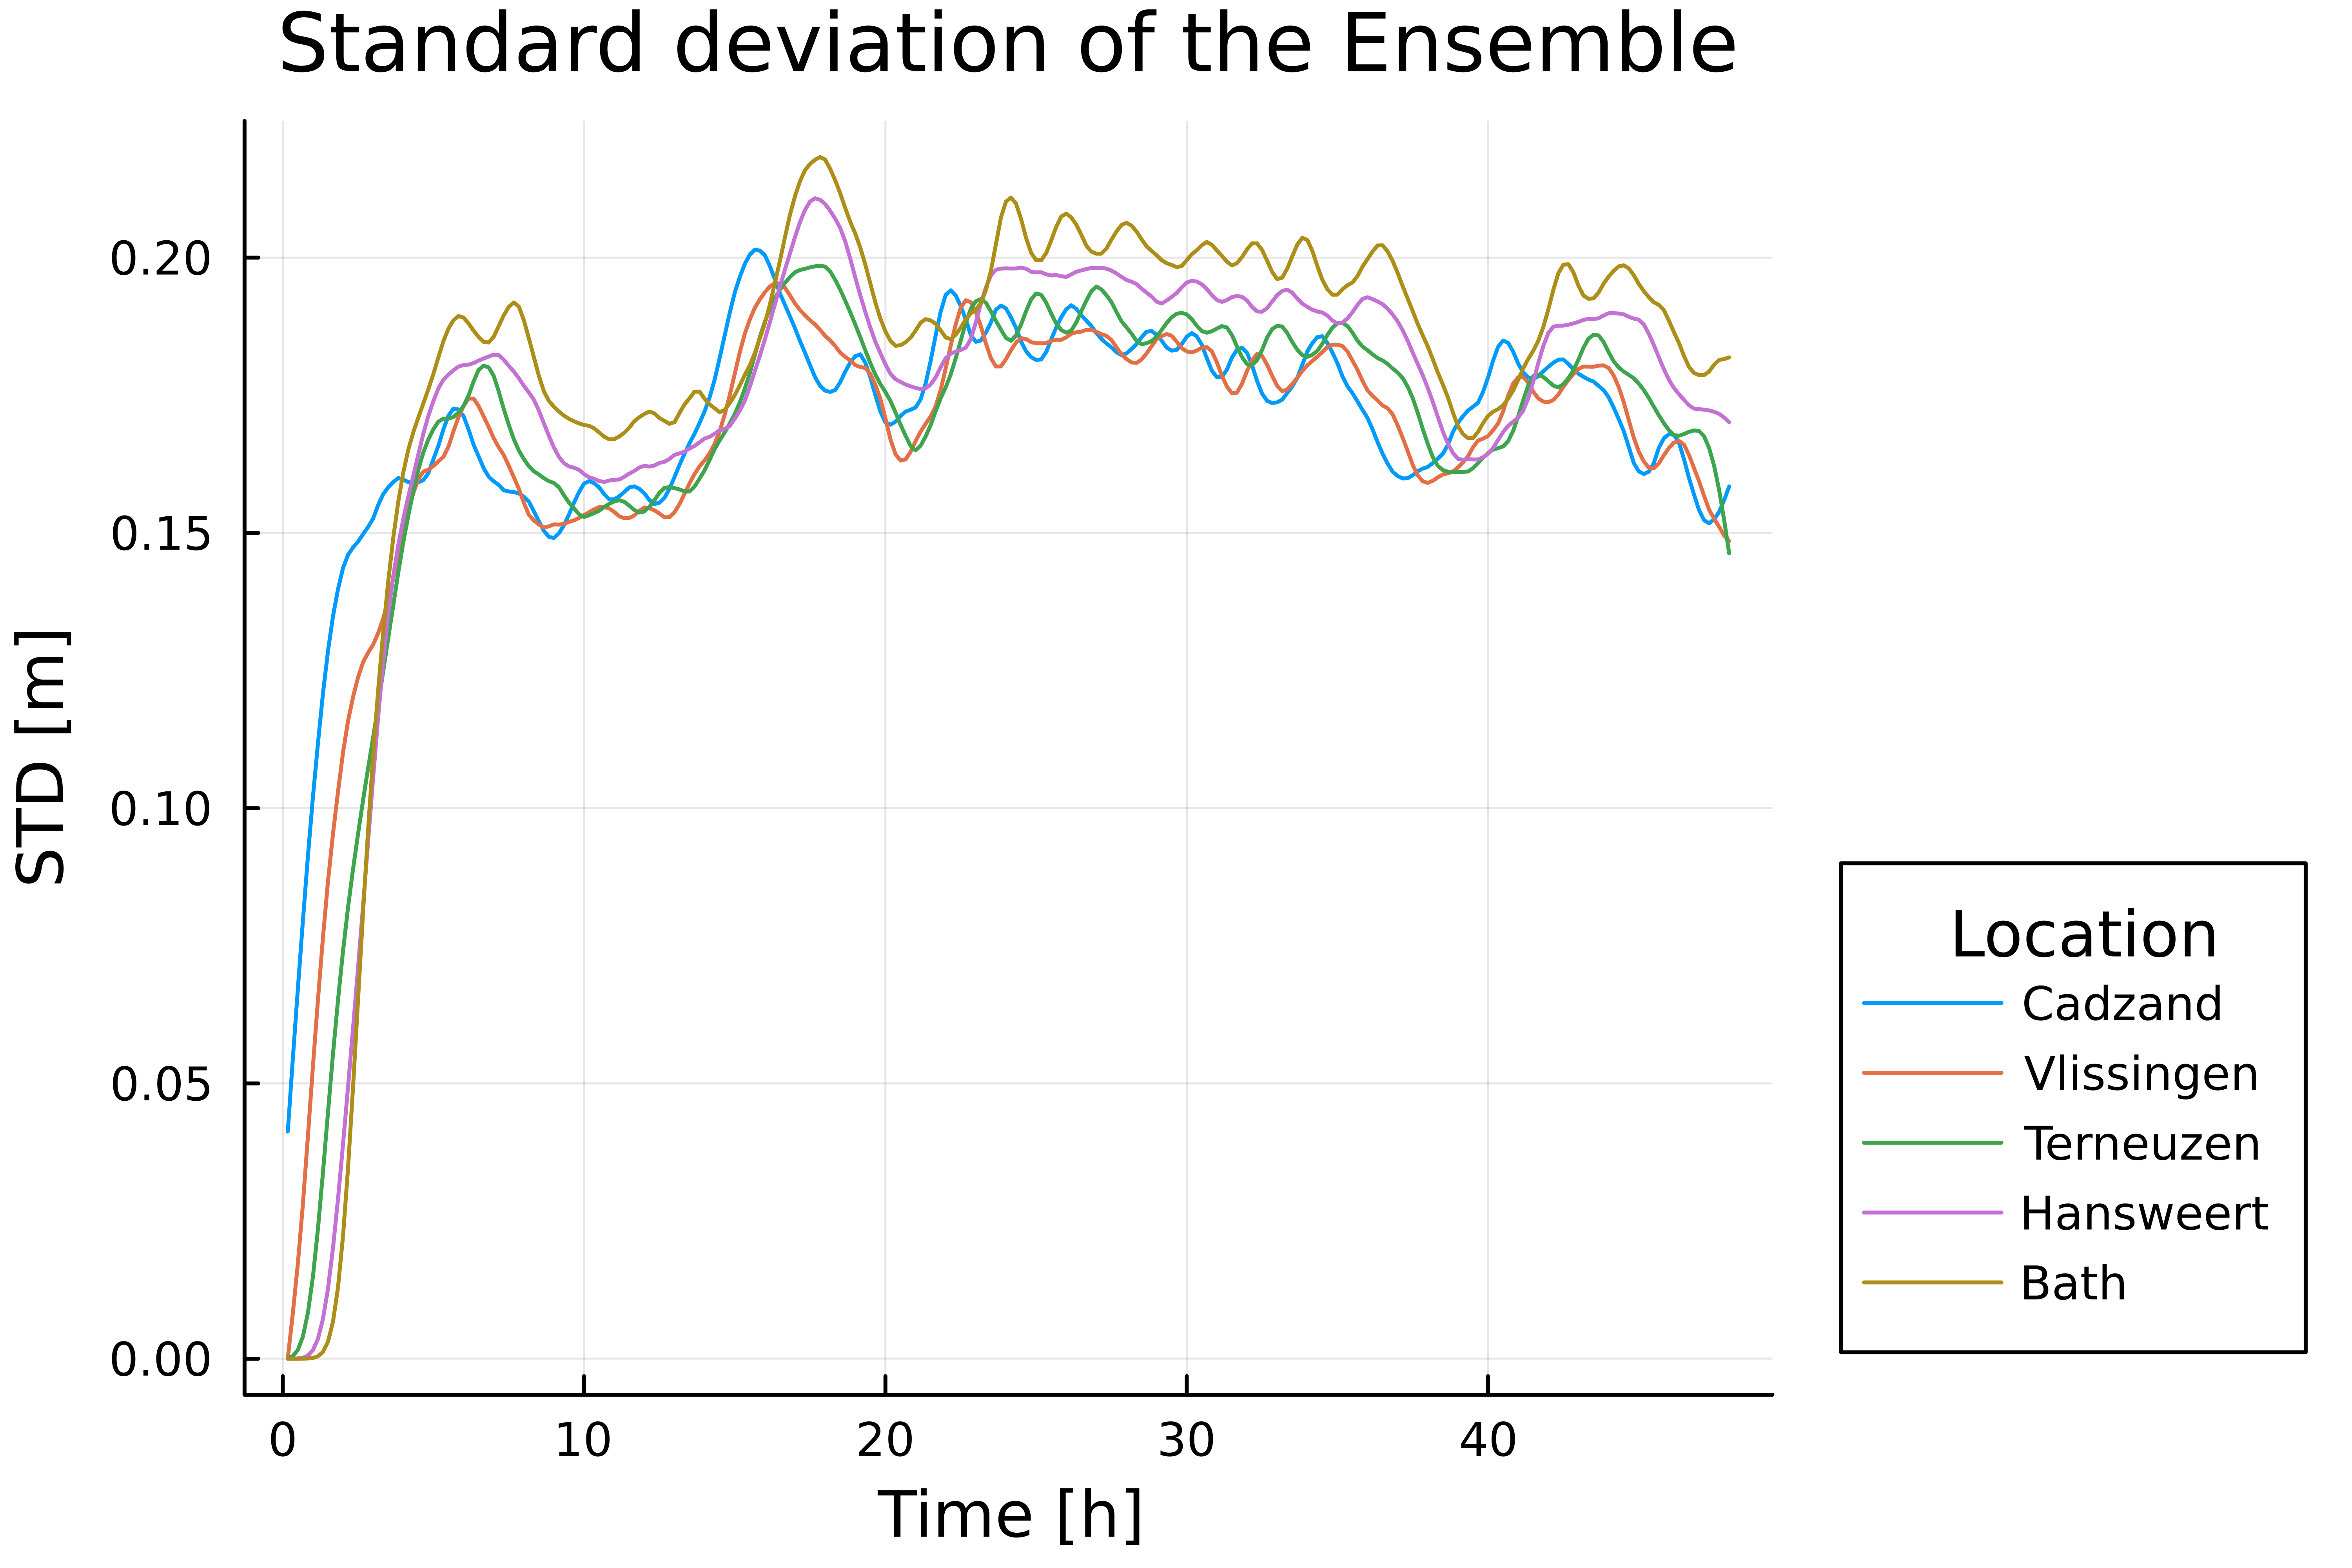 Standard deviation of the Ensemble
STD [m]
0.20
0.15
0.10
0.05
0.00
0 10 20 30 40
Time [h]
Location
Cadzand
Vlissingen
Terneuzen
Hansweert
Bath